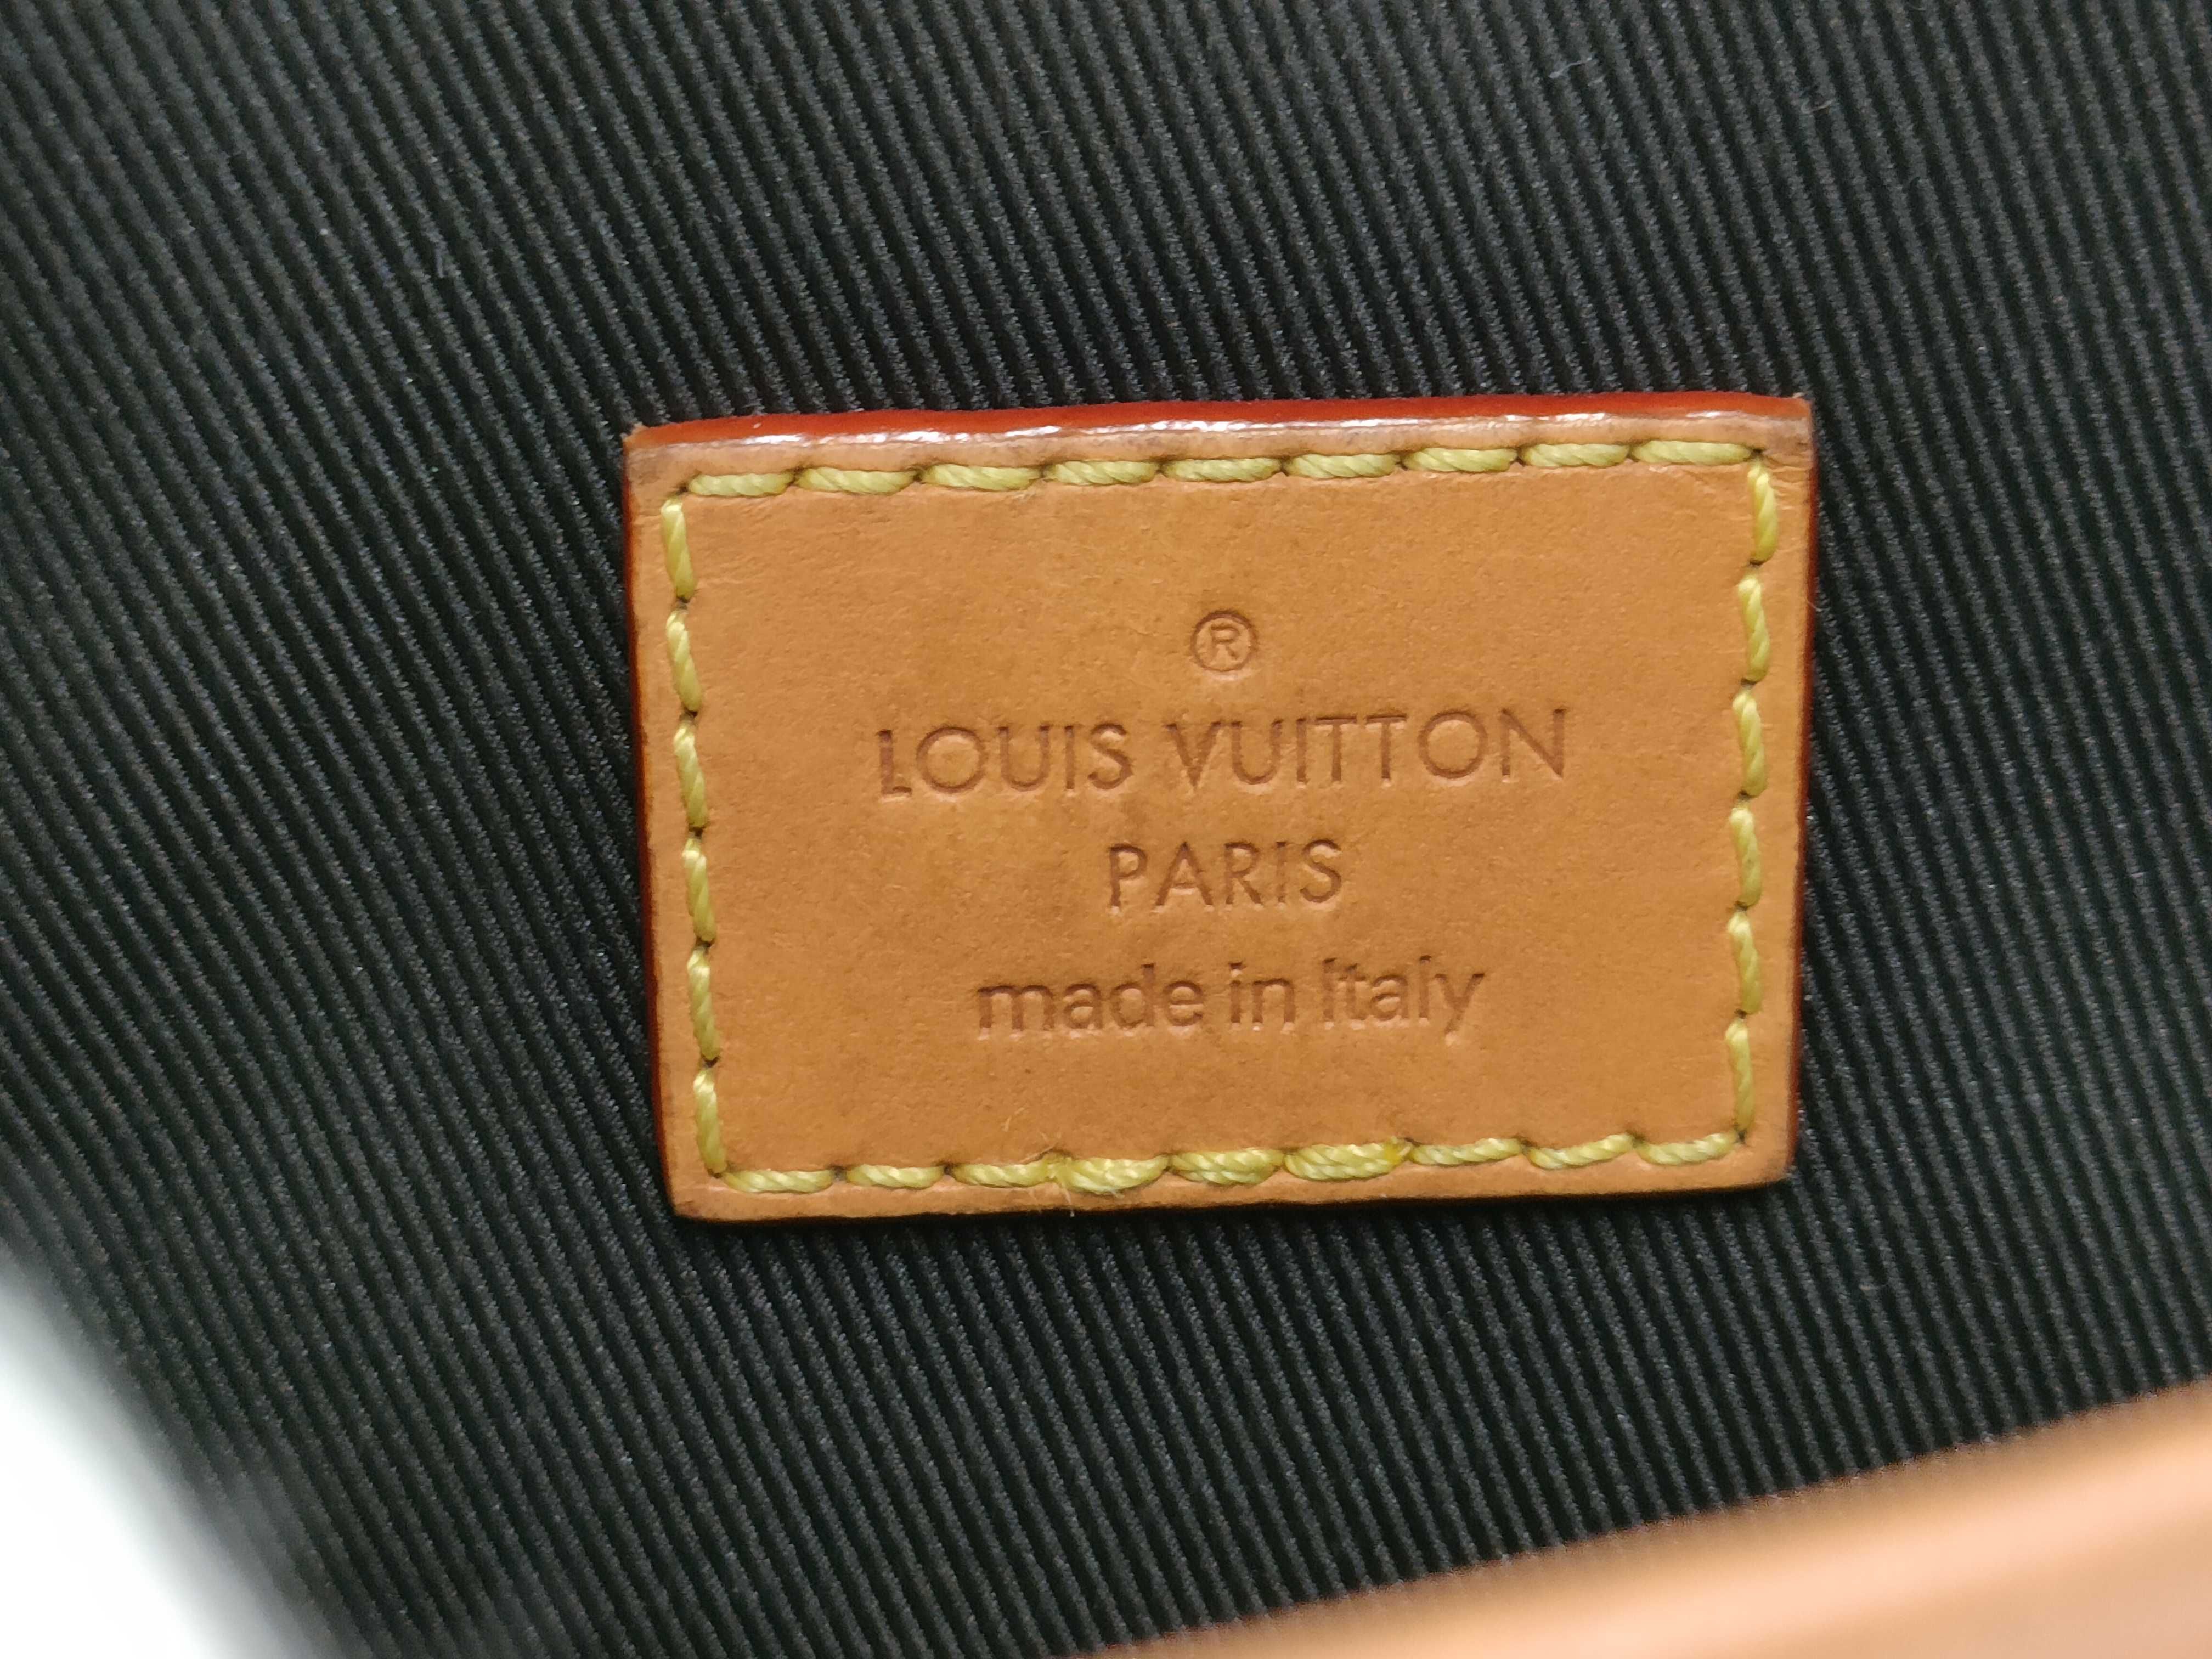 ®
LOUIS VUITTON
PARIS
made in Italy